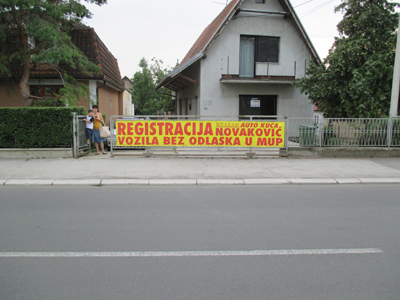 REGISTRACIJA AUTO KUĆA NOVAKOVIĆ
VOZILA BEZ ODLASKA U MUP